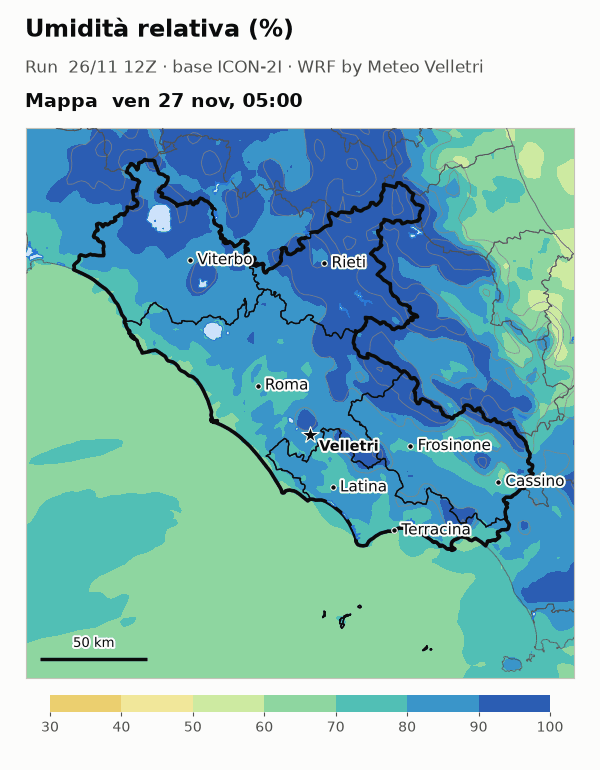 Umidità relativa (%)
Run  26/11 12Z · base ICON-2I · WRF by Meteo Velletri
Mappa  ven 27 nov, 05:00
Viterbo
Rieti
Roma
Velletri
Frosinone
Cassino
Latina
Terracina
50 km
30 40 50 60 70 80 90 100